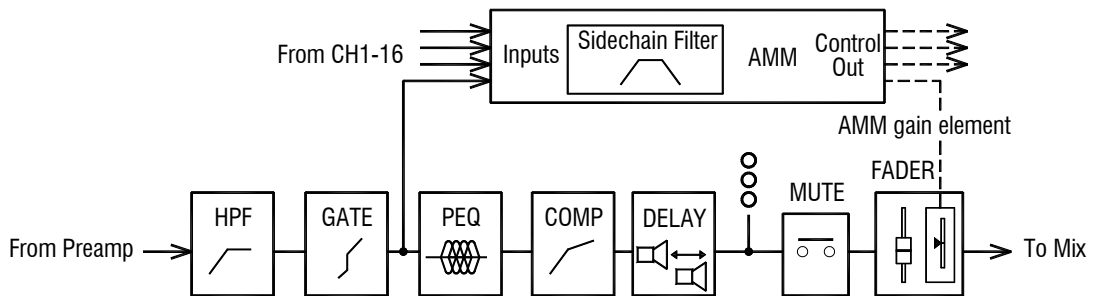 From CH1-16
Inputs
Sidechain Filter
AMM
Control
Out
AMM gain element
From Preamp
HPF
GATE
PEQ
COMP
DELAY
MUTE
FADER
To Mix